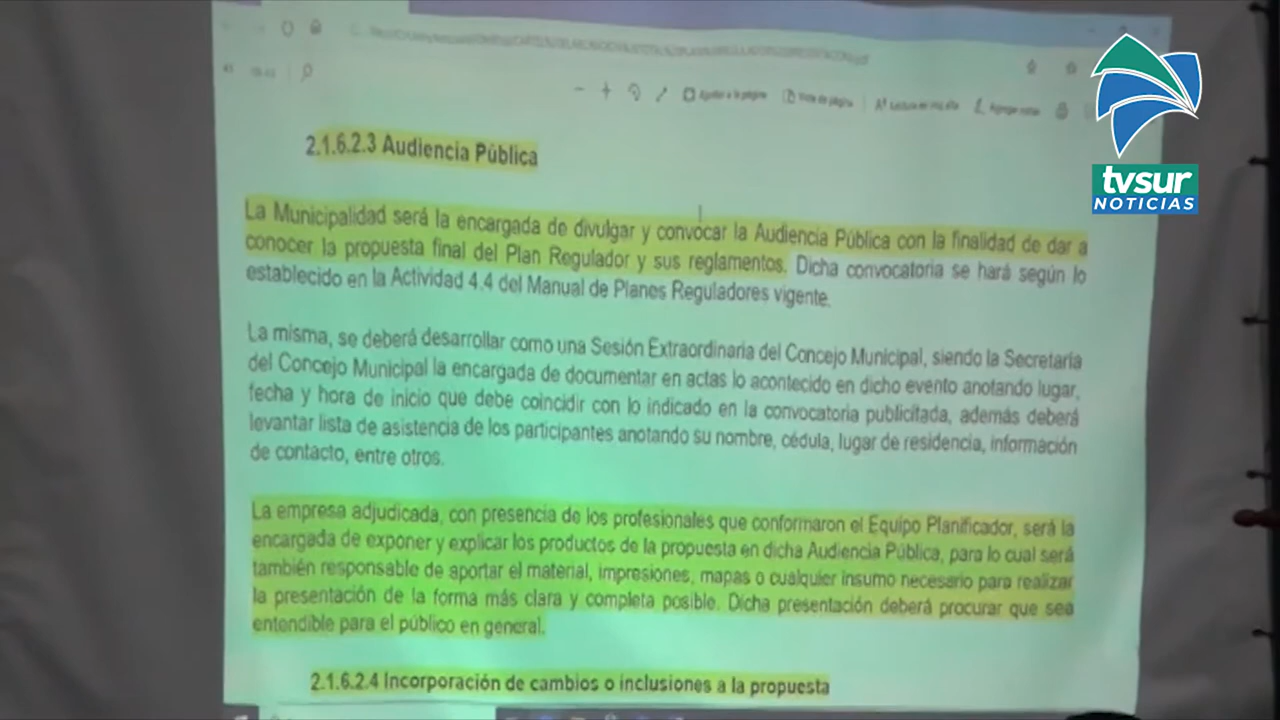 2.1.6.2.3 Audiencia Pública
La Municipalidad será la encargada de divulgar y convocar la Audiencia Pública con la finalidad de dar a
conocer la propuesta final del Plan Regulador y sus reglamentos. Dicha convocatoria se hará según lo
establecido en la Actividad 4.4 del Manual de Planes Reguladores vigente.
La misma, se deberá desarrollar como una Sesión Extraordinaria del Concejo Municipal, siendo la Secretaría
del Concejo Municipal la encargada de documentar en actas lo acontecido en dicho evento anotando lugar,
fecha y hora de inicio que debe coincidir con lo indicado en la convocatoria publicitada, además deberá
levantar lista de asistencia de los participantes anotando su nombre, cédula, lugar de residencia, información
de contacto, entre otros.
La empresa adjudicada, con presencia de los profesionales que conformaron el Equipo Planificador, será la
encargada de exponer y explicar los productos de la propuesta en dicha Audiencia Pública, para lo cual será
también responsable de aportar el material, impresiones, mapas o cualquier insumo necesario para realizar
la presentación de la forma más clara y completa posible. Dicha presentación deberá procurar que sea
entendible para el público en general.
2.1.6.2.4 Incorporación de cambios o inclusiones a la propuesta
tvsur
NOTICIAS